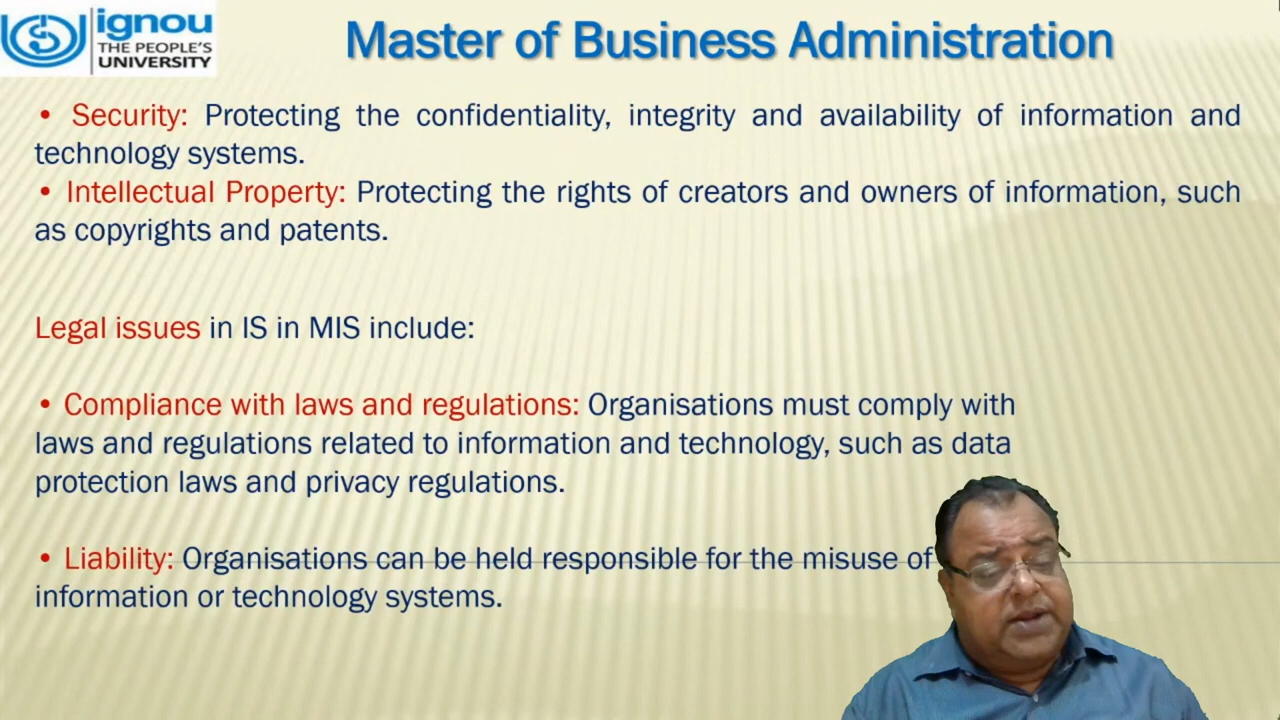 ignou
THE PEOPLE'S
UNIVERSITY
Master of Business Administration
• Security: Protecting the confidentiality, integrity and availability of information and
technology systems.
• Intellectual Property: Protecting the rights of creators and owners of information, such
as copyrights and patents.
Legal issues in IS in MIS include:
• Compliance with laws and regulations: Organisations must comply with
laws and regulations related to information and technology, such as data
protection laws and privacy regulations.
• Liability: Organisations can be held responsible for the misuse of
information or technology systems.